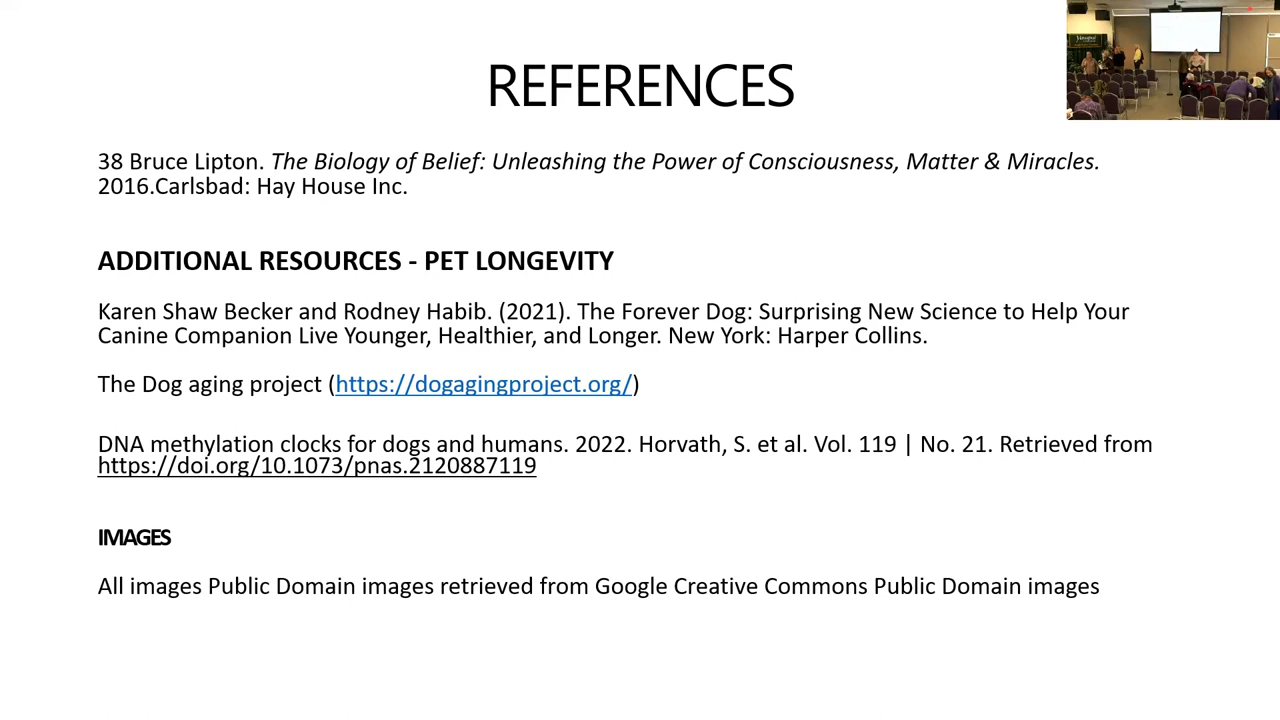 REFERENCES
38 Bruce Lipton. The Biology of Belief: Unleashing the Power of Consciousness, Matter & Miracles.
2016.Carlsbad: Hay House Inc.
ADDITIONAL RESOURCES - PET LONGEVITY
Karen Shaw Becker and Rodney Habib. (2021). The Forever Dog: Surprising New Science to Help Your
Canine Companion Live Younger, Healthier, and Longer. New York: Harper Collins.
The Dog aging project (https://dogagingproject.org/)
DNA methylation clocks for dogs and humans. 2022. Horvath, S. et al. Vol. 119 | No. 21. Retrieved from
https://doi.org/10.1073/pnas.2120887119
IMAGES
All images Public Domain images retrieved from Google Creative Commons Public Domain images